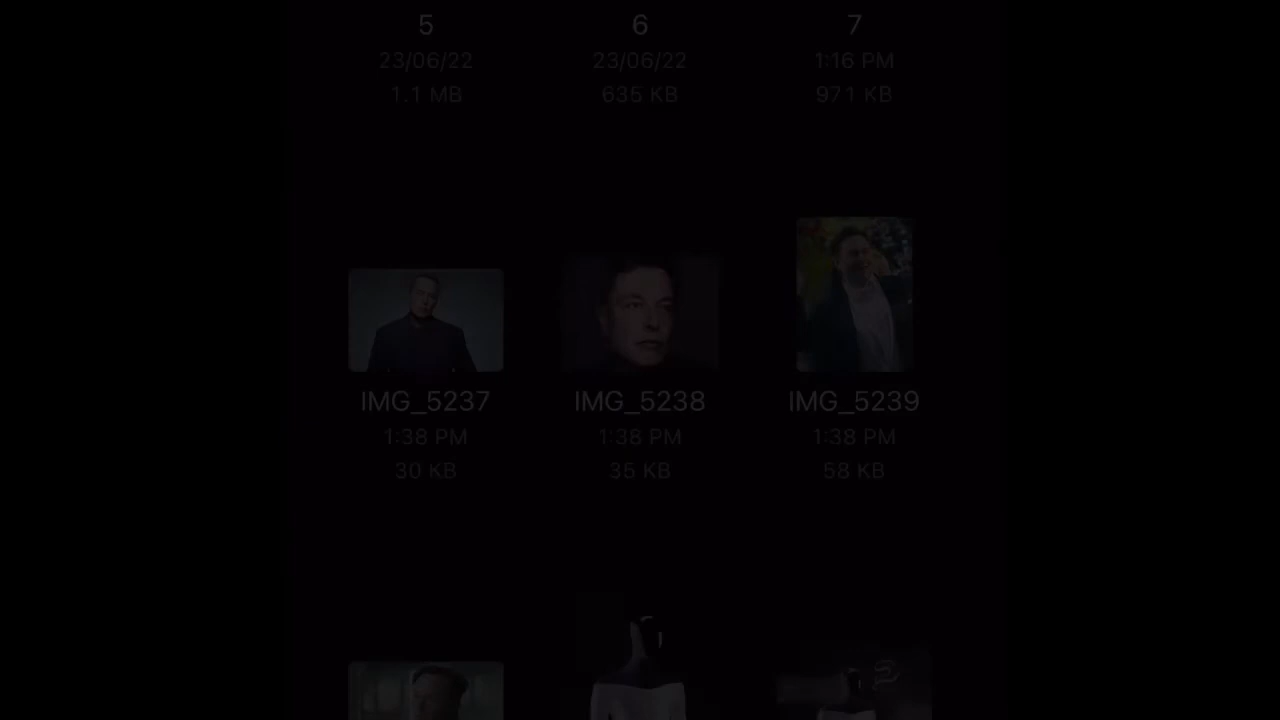 5 6 7
23/06/22 23/06/22 1:16 PM
1.1 MB 635 KB 971 KB
IMG_5237 IMG_5238 IMG_5239
1:38 PM 1:38 PM 1:38 PM
30 KB 35 KB 58 KB